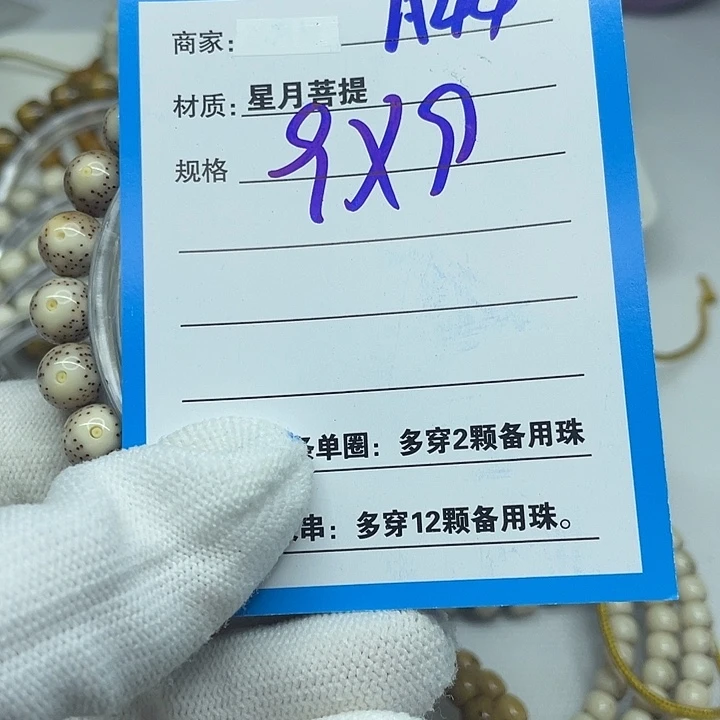 A44
商家:
材质: 星月菩提
规格 9X9
单圈: 多穿2颗备用珠
串: 多穿12颗备用珠。